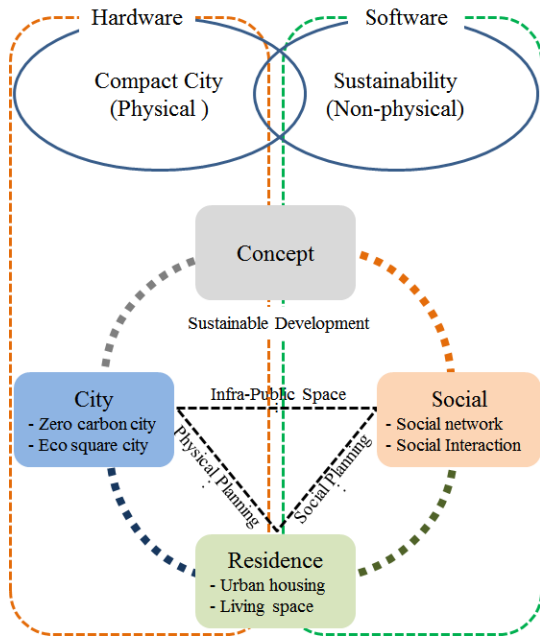 Hardware
Software
Compact City
(Physical )
Sustainability
(Non-physical)
Concept
Sustainable Development
City
- Zero carbon city
- Eco square city
Infra-Public Space
Social
- Social network
- Social Interaction
Physical Planning
Social Planning
Residence
- Urban housing
- Living space